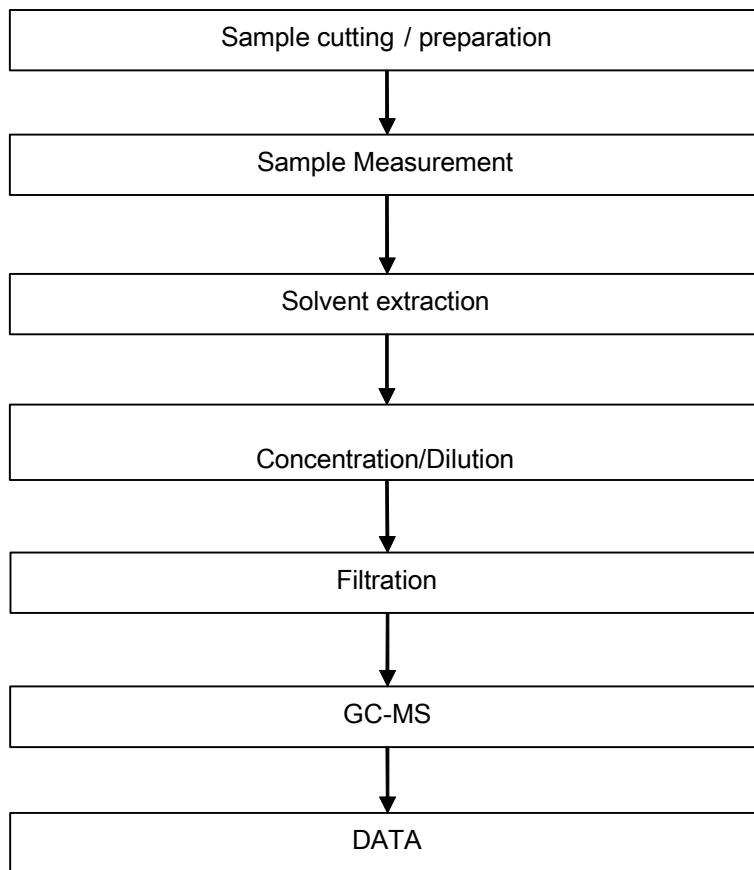 Sample cutting / preparation
Sample Measurement
Solvent extraction
Concentration/Dilution
Filtration
GC-MS
DATA